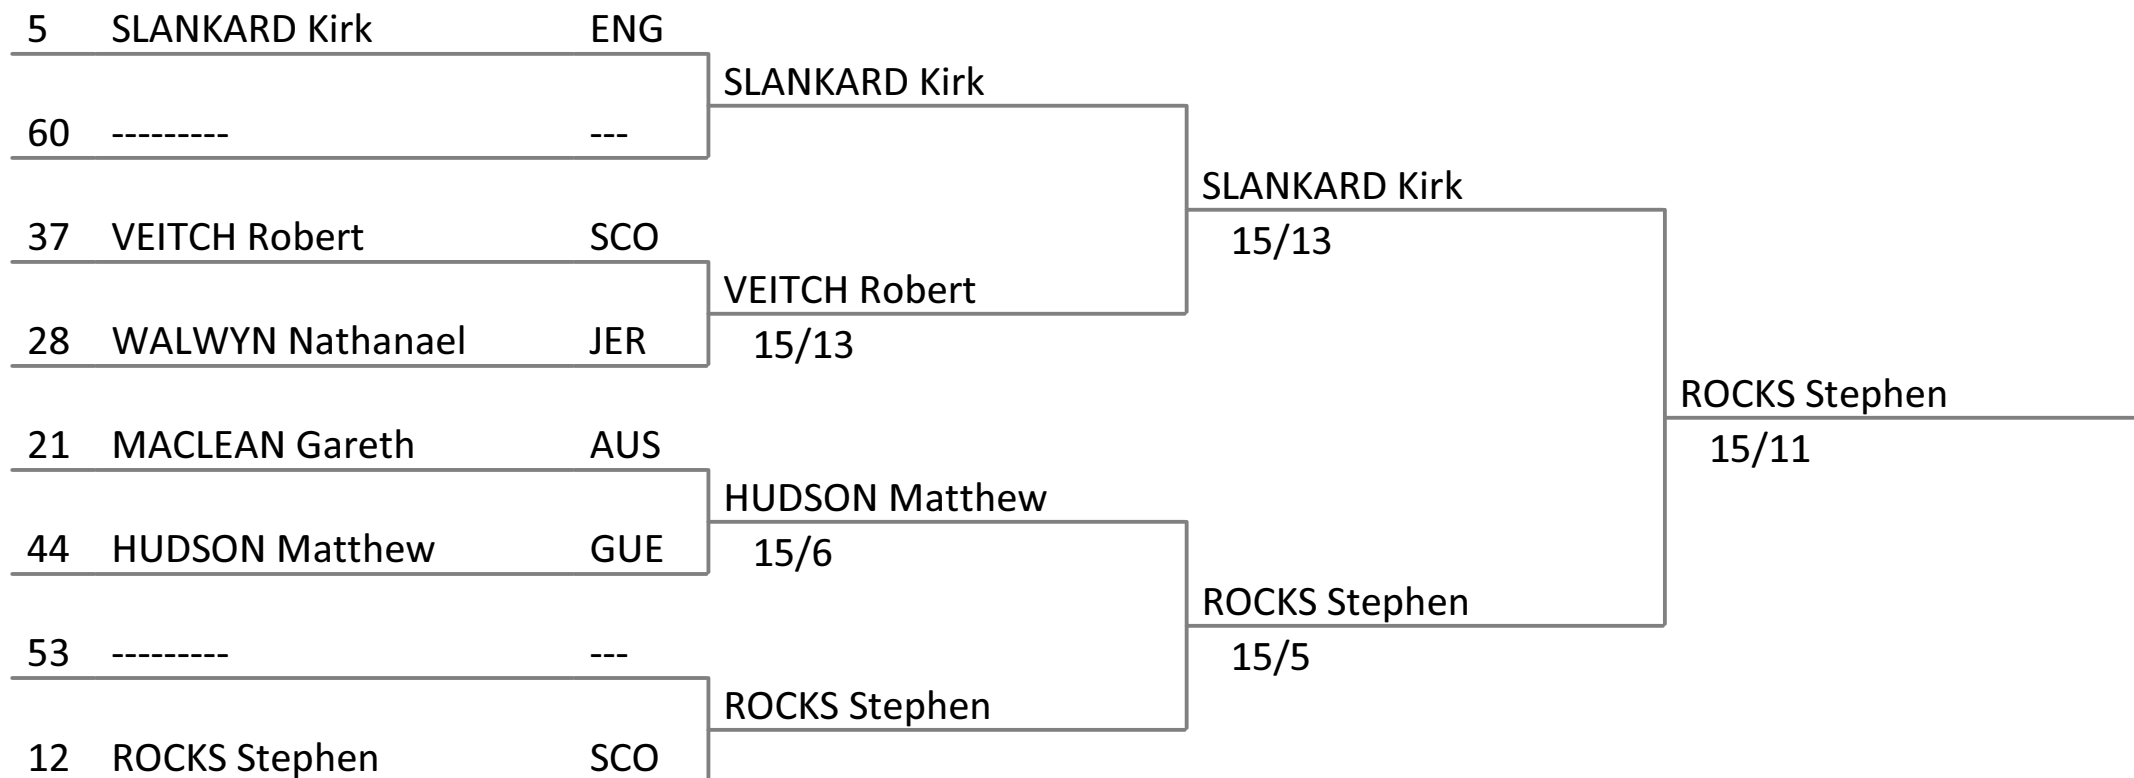 5 SLANKARD Kirk ENG
SLANKARD Kirk
60 --------- ---
SLANKARD Kirk
37 VEITCH Robert SCO
15/13
VEITCH Robert
28 WALWYN Nathanael JER
15/13
ROCKS Stephen
21 MACLEAN Gareth AUS
15/11
HUDSON Matthew
44 HUDSON Matthew GUE
15/6
ROCKS Stephen
53 --------- ---
15/5
ROCKS Stephen
12 ROCKS Stephen SCO